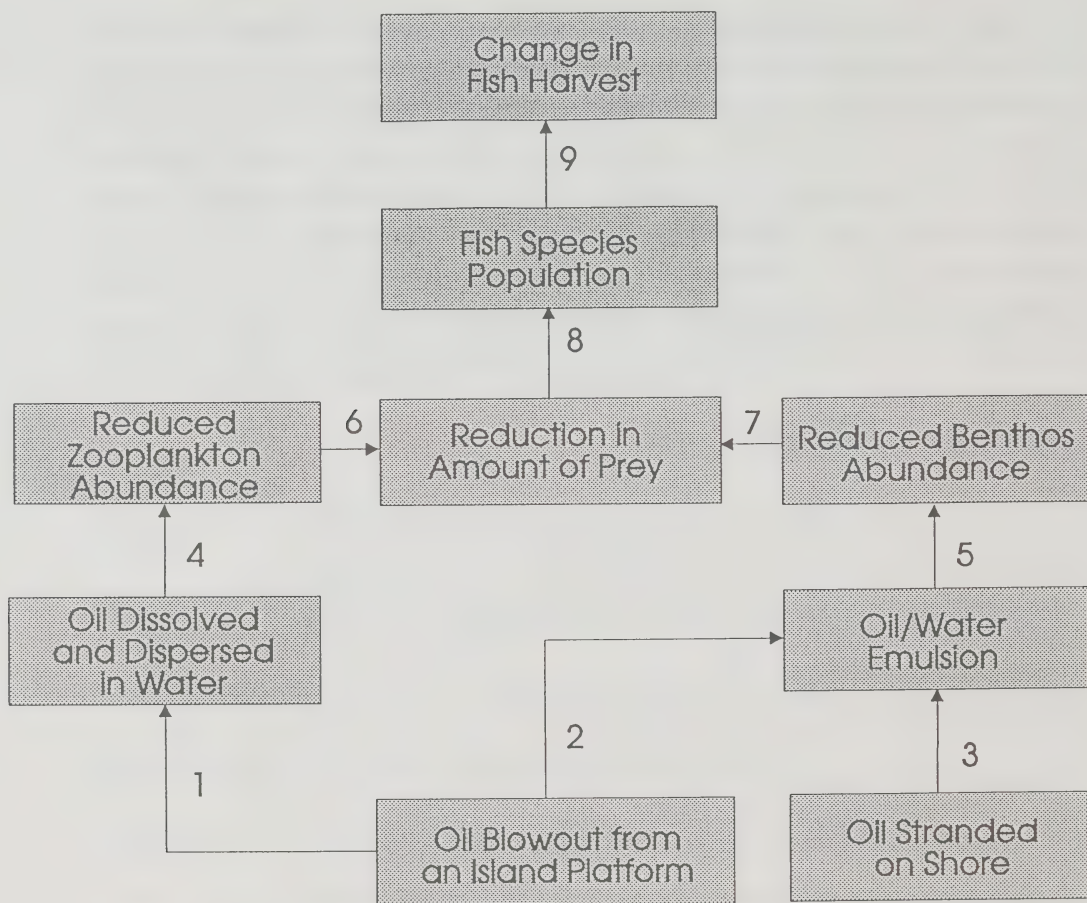 Change in
Fish Harvest
9
Fish Species
Population
8
Reduced
Zooplankton
Abundance
6
Reduction in
Amount of Prey
7
Reduced Benthos
Abundance
4
5
Oil Dissolved
and Dispersed
in Water
Oil/Water
Emulsion
1
2
3
Oil Blowout from
an Island Platform
Oil Stranded
on Shore